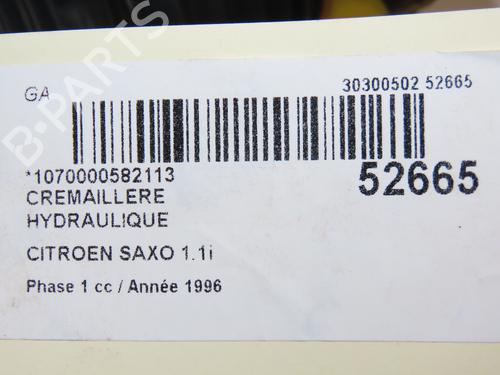 B-PARTS
GA
30300502 52665
*1070000582113
52665
CREMAILLERE
HYDRAULIQUE
CITROEN SAXO 1.1i
Phase 1 cc / Année 1996